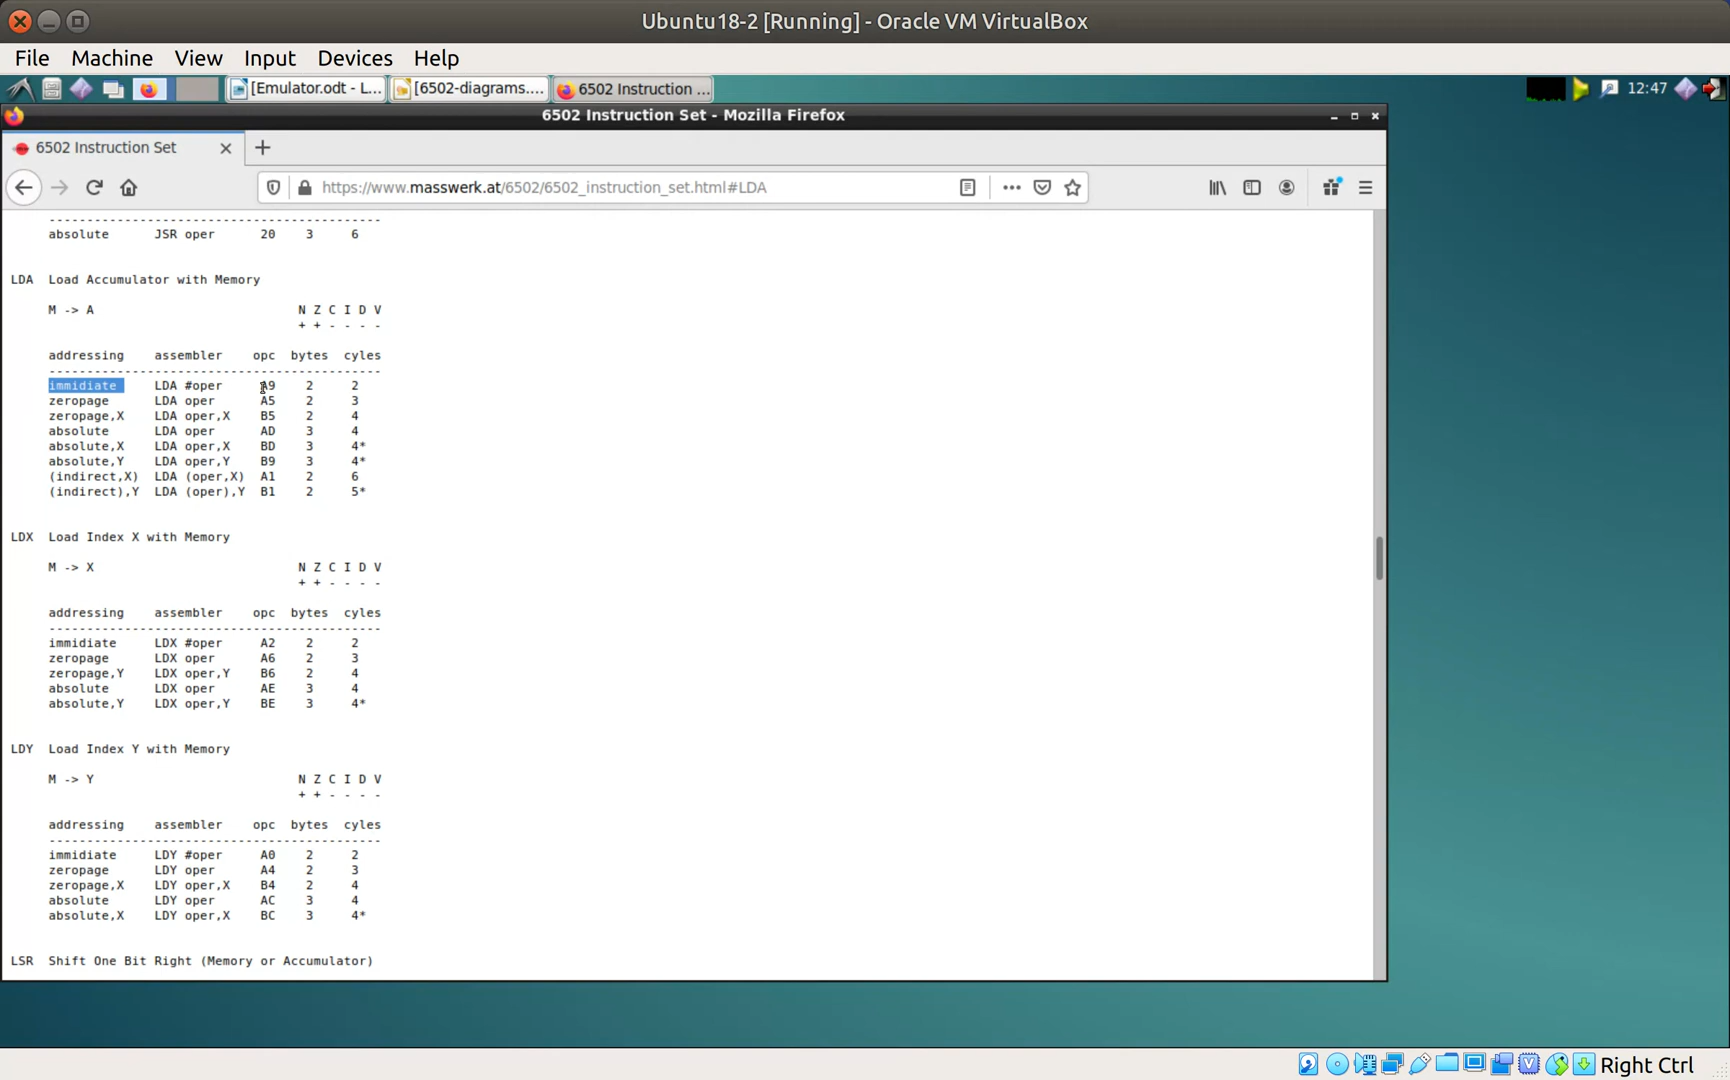 Ubuntu18-2 [Running] - Oracle VM VirtualBox
File Machine View Input Devices Help
[Emulator.odt - L... [6502-diagrams.... 6502 Instruction ... 12:47
6502 Instruction Set - Mozilla Firefox
6502 Instruction Set
https://www.masswerk.at/6502/6502_instruction_set.html#LDA
--------------------------------------------
absolute JSR oper 20 3 6
LDA Load Accumulator with Memory
M -> A N Z C I D V
+ + - - - -
addressing assembler opc bytes cyles
--------------------------------------------
immidiate LDA #oper A9 2 2
zeropage LDA oper A5 2 3
zeropage,X LDA oper,X B5 2 4
absolute LDA oper AD 3 4
absolute,X LDA oper,X BD 3 4*
absolute,Y LDA oper,Y B9 3 4*
(indirect,X) LDA (oper,X) A1 2 6
(indirect),Y LDA (oper),Y B1 2 5*
LDX Load Index X with Memory
M -> X N Z C I D V
+ + - - - -
addressing assembler opc bytes cyles
--------------------------------------------
immidiate LDX #oper A2 2 2
zeropage LDX oper A6 2 3
zeropage,Y LDX oper,Y B6 2 4
absolute LDX oper AE 3 4
absolute,Y LDX oper,Y BE 3 4*
LDY Load Index Y with Memory
M -> Y N Z C I D V
+ + - - - -
addressing assembler opc bytes cyles
--------------------------------------------
immidiate LDY #oper A0 2 2
zeropage LDY oper A4 2 3
zeropage,X LDY oper,X B4 2 4
absolute LDY oper AC 3 4
absolute,X LDY oper,X BC 3 4*
LSR Shift One Bit Right (Memory or Accumulator)
Right Ctrl